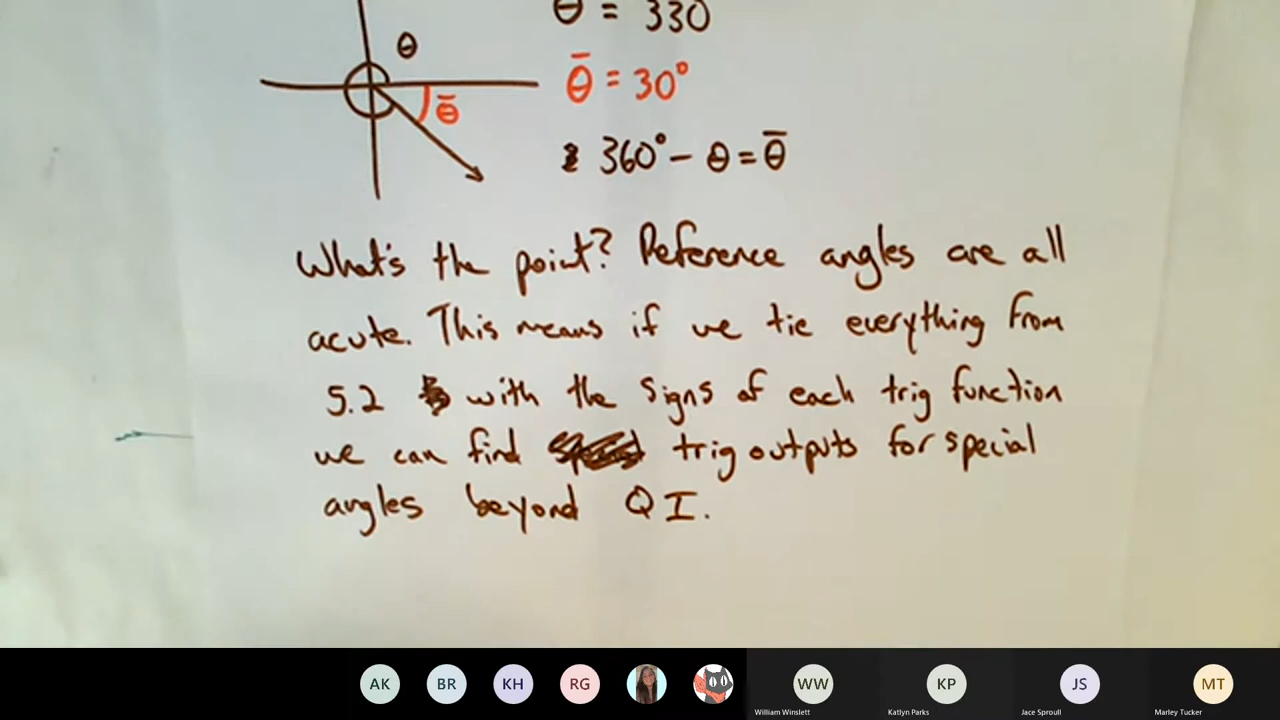 θ = 330
θ
θ̄ = 30°
θ̄
360° - θ = θ̄
What's the point? Reference angles are all
acute. This means if we tie everything from
5.2 with the signs of each trig function
we can find trig outputs for special
angles beyond QI.
AK
BR
KH
RG
WW
KP
JS
MT
William Winslett
Katlyn Parks
Jace Sproull
Marley Tucker